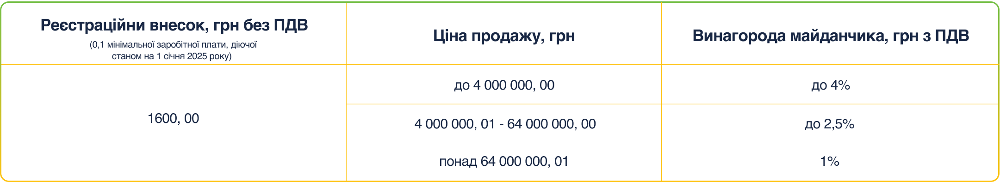 Реєстраційни внесок, грн без ПДВ
(0,1 мінімальної заробітної плати, діючої
станом на 1 січня 2025 року)
Ціна продажу, грн
Винагорода майданчика, грн з ПДВ
1600, 00
до 4 000 000, 00
до 4%
4 000 000, 01 - 64 000 000, 00
до 2,5%
понад 64 000 000, 01
1%